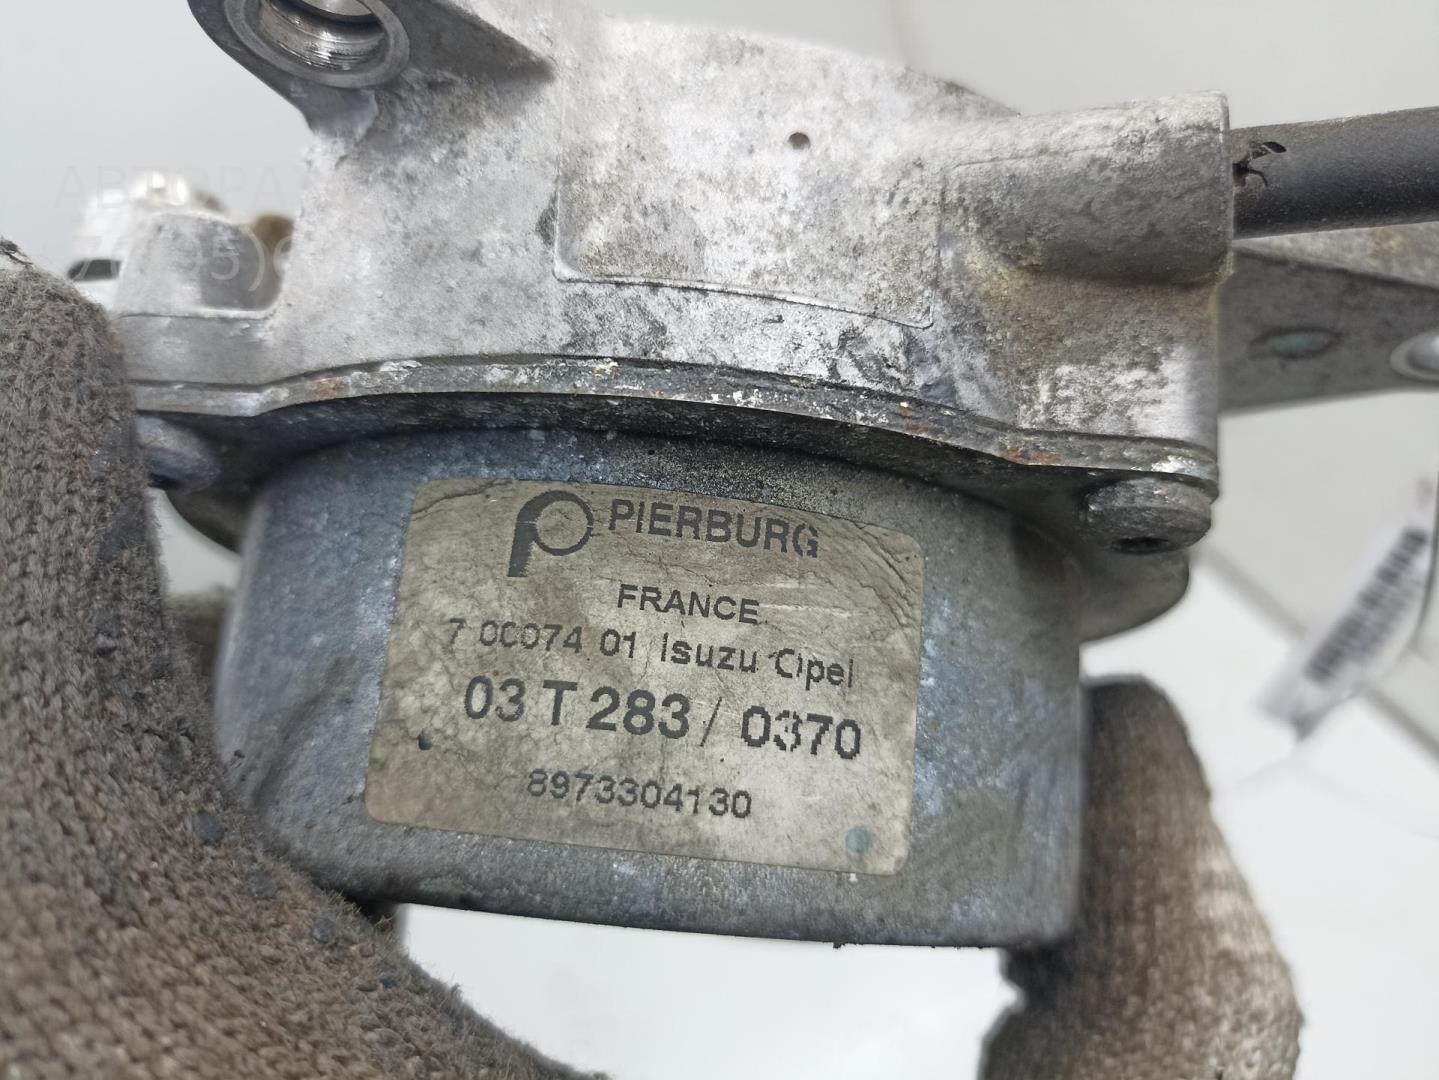 PIERBURG
FRANCE
7 00074 01 Isuzu Opel
03 T 283 / 0370
8973304130